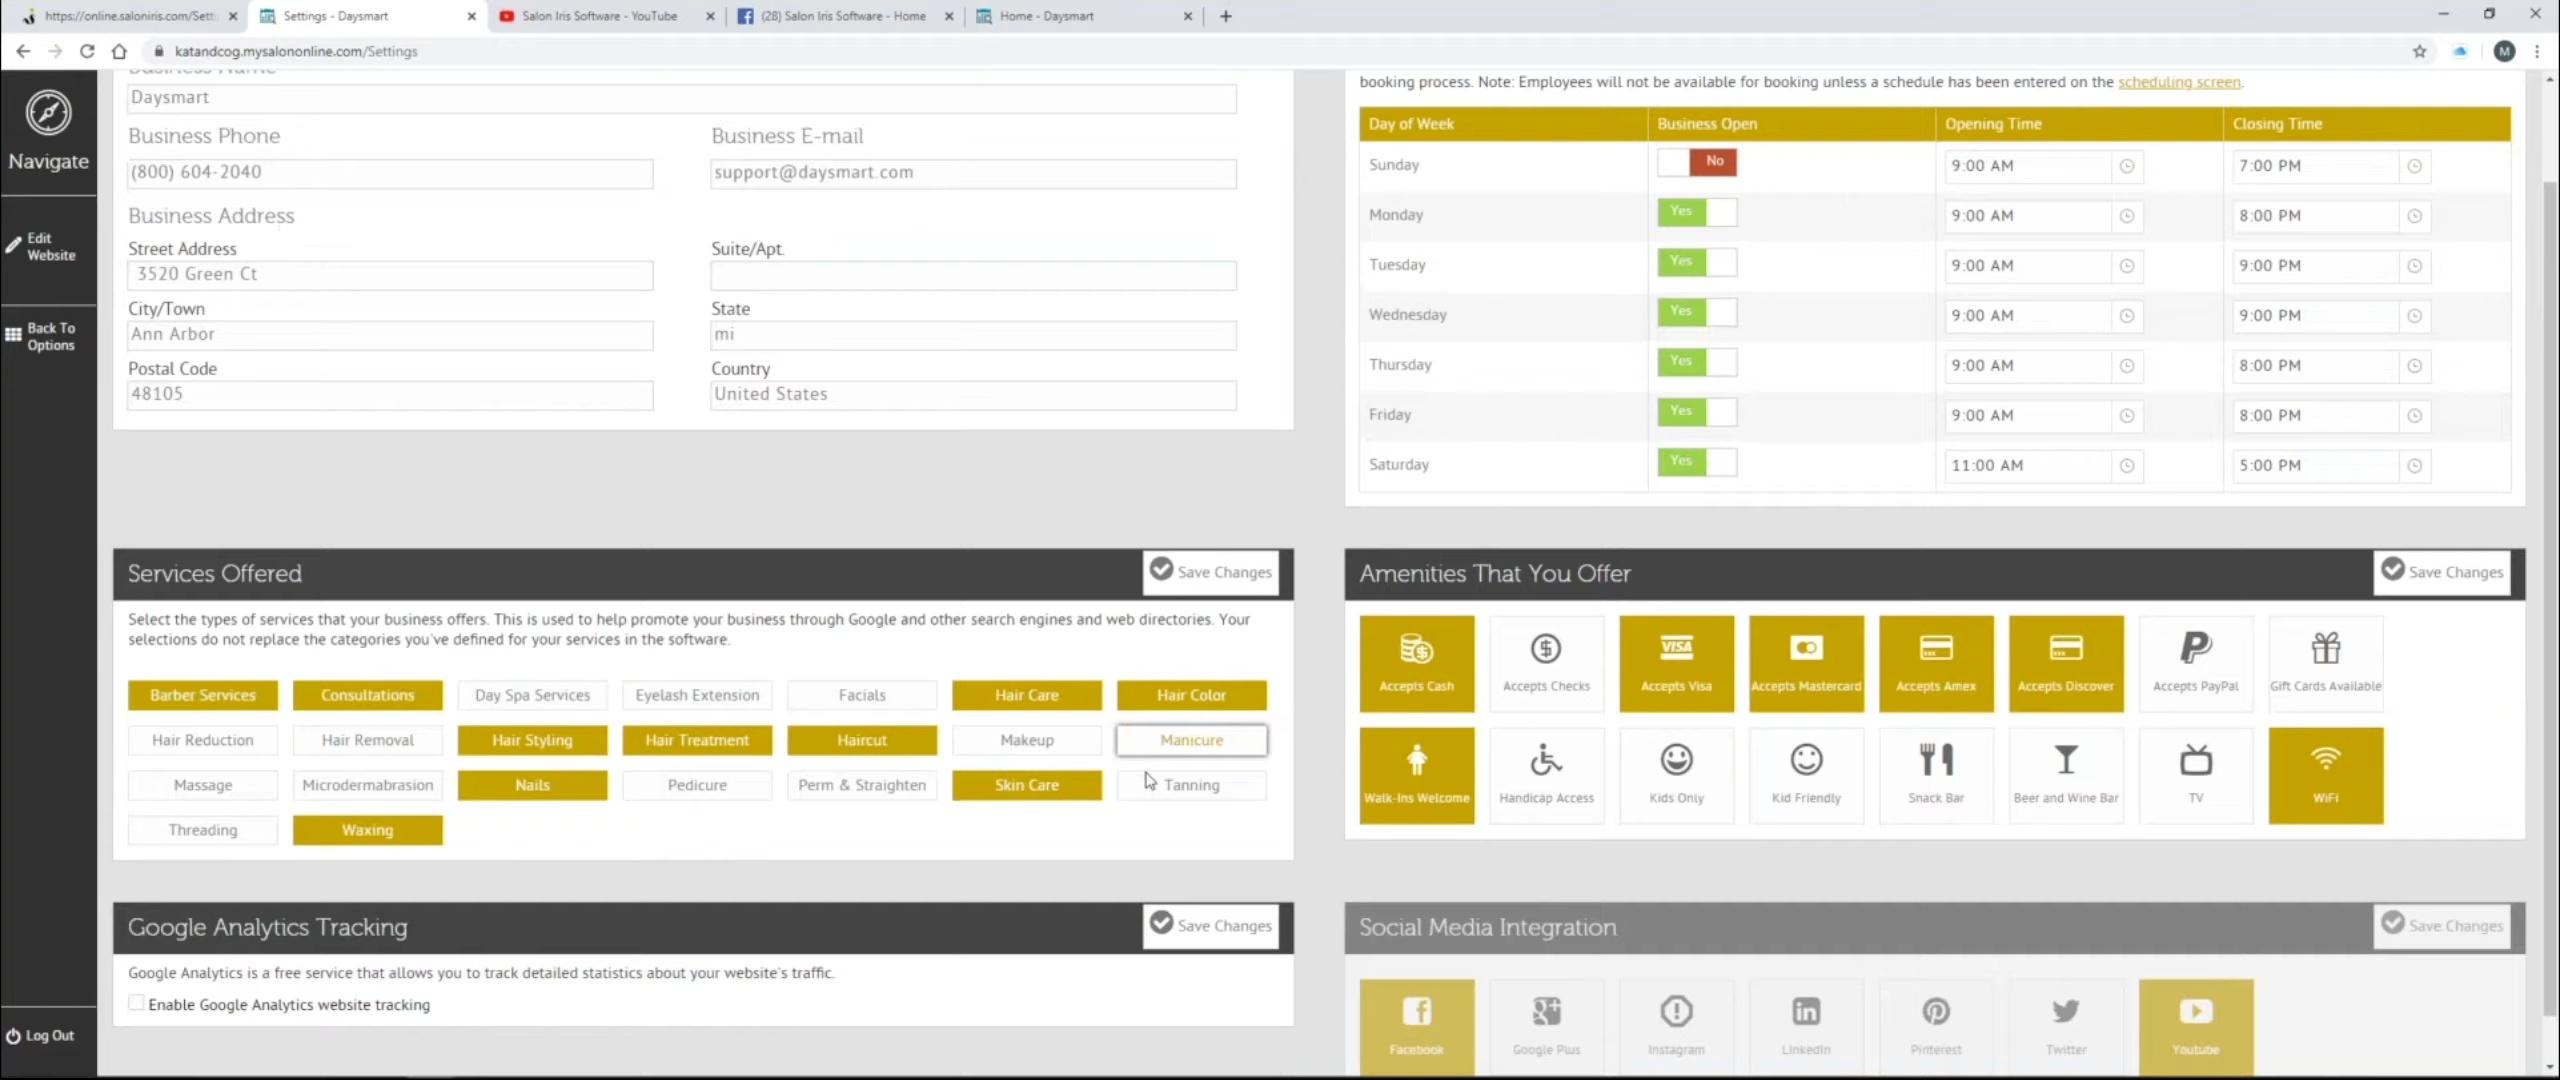 https://online.saloniris.com/Setti
Settings - Daysmart
Salon Iris Software - YouTube
(28) Salon Iris Software - Home
Home - Daysmart
katandcog.mysalononline.com/Settings
M
Navigate
Edit
Website
Back To
Options
Log Out
Business Name
Daysmart
Business Phone
Business E-mail
(800) 604-2040
support@daysmart.com
Business Address
Street Address
Suite/Apt.
3520 Green Ct
City/Town
State
Ann Arbor
mi
Postal Code
Country
48105
United States
booking process. Note: Employees will not be available for booking unless a schedule has been entered on the scheduling screen.
Day of Week Business Open Opening Time Closing Time
Sunday No 9:00 AM 7:00 PM
Monday Yes 9:00 AM 8:00 PM
Tuesday Yes 9:00 AM 9:00 PM
Wednesday Yes 9:00 AM 9:00 PM
Thursday Yes 9:00 AM 8:00 PM
Friday Yes 9:00 AM 8:00 PM
Saturday Yes 11:00 AM 5:00 PM
Services Offered
Save Changes
Select the types of services that your business offers. This is used to help promote your business through Google and other search engines and web directories. Your
selections do not replace the categories you've defined for your services in the software.
Barber Services Consultations Day Spa Services Eyelash Extension Facials Hair Care Hair Color
Hair Reduction Hair Removal Hair Styling Hair Treatment Haircut Makeup Manicure
Massage Microdermabrasion Nails Pedicure Perm & Straighten Skin Care Tanning
Threading Waxing
Amenities That You Offer
Save Changes
VISA
Accepts Cash Accepts Checks Accepts Visa Accepts Mastercard Accepts Amex Accepts Discover Accepts PayPal Gift Cards Available
Walk-Ins Welcome Handicap Access Kids Only Kid Friendly Snack Bar Beer and Wine Bar TV WiFi
Google Analytics Tracking
Save Changes
Google Analytics is a free service that allows you to track detailed statistics about your website's traffic.
Enable Google Analytics website tracking
Social Media Integration
Save Changes
Facebook Google Plus Instagram LinkedIn Pinterest Twitter Youtube